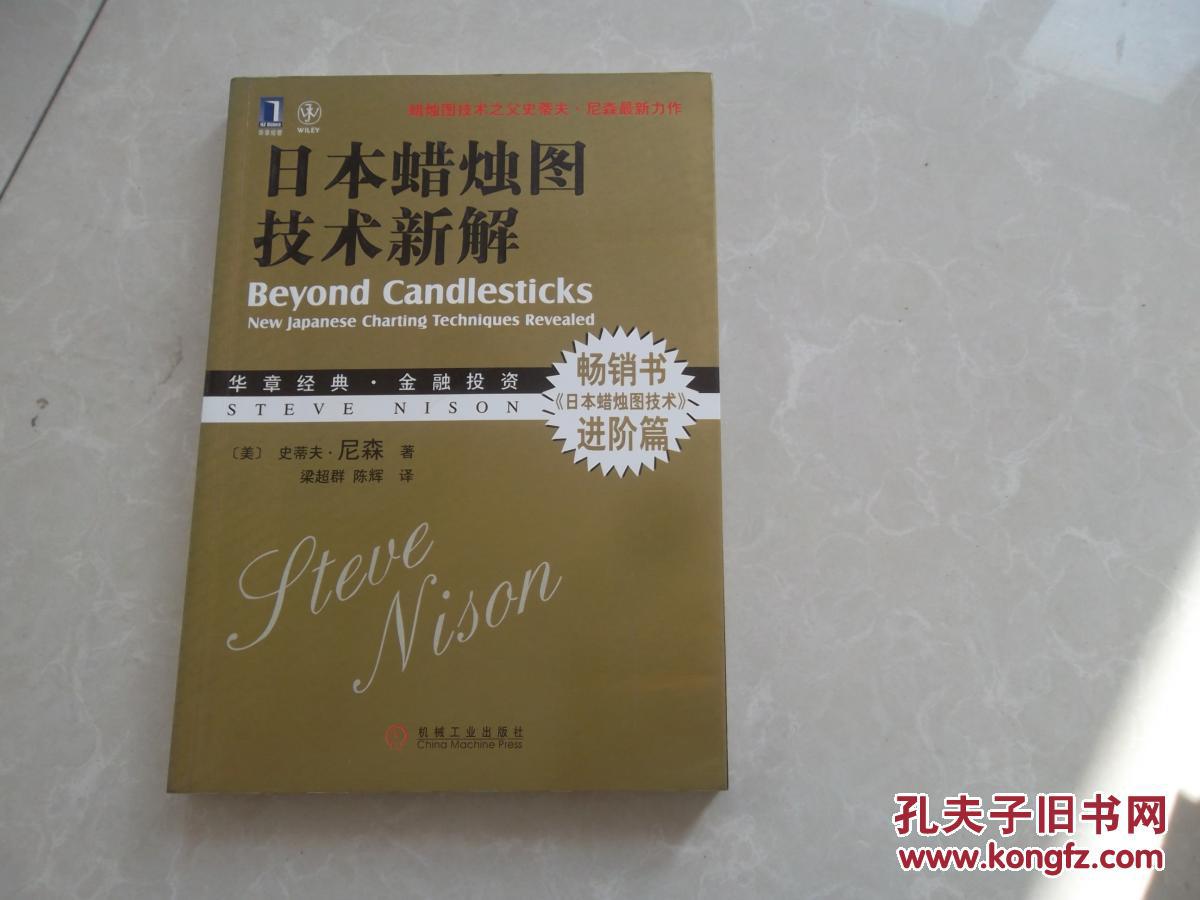 蜡烛图技术之父史蒂夫·尼森最新力作
华章经管
WILEY
日本蜡烛图
技术新解
Beyond Candlesticks
New Japanese Charting Techniques Revealed
华章经典·金融投资
STEVE NISON
畅销书
《日本蜡烛图技术》
进阶篇
〔美〕 史蒂夫·尼森 著
梁超群 陈辉 译
Steve
Nison
机械工业出版社
China Machine Press
孔夫子旧书网
www.kongfz.com